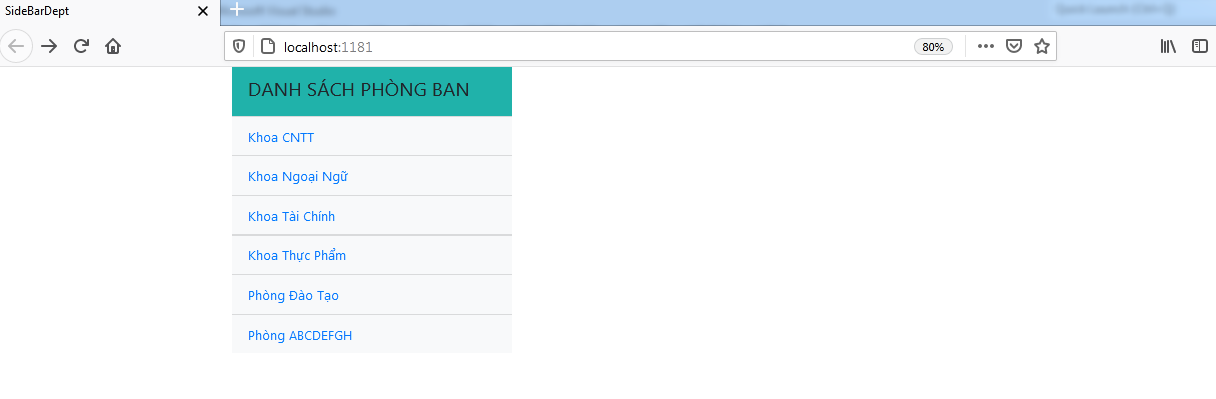 SideBarDept
localhost:1181
80%
DANH SÁCH PHÒNG BAN
Khoa CNTT
Khoa Ngoại Ngữ
Khoa Tài Chính
Khoa Thực Phẩm
Phòng Đào Tạo
Phòng ABCDEFGH